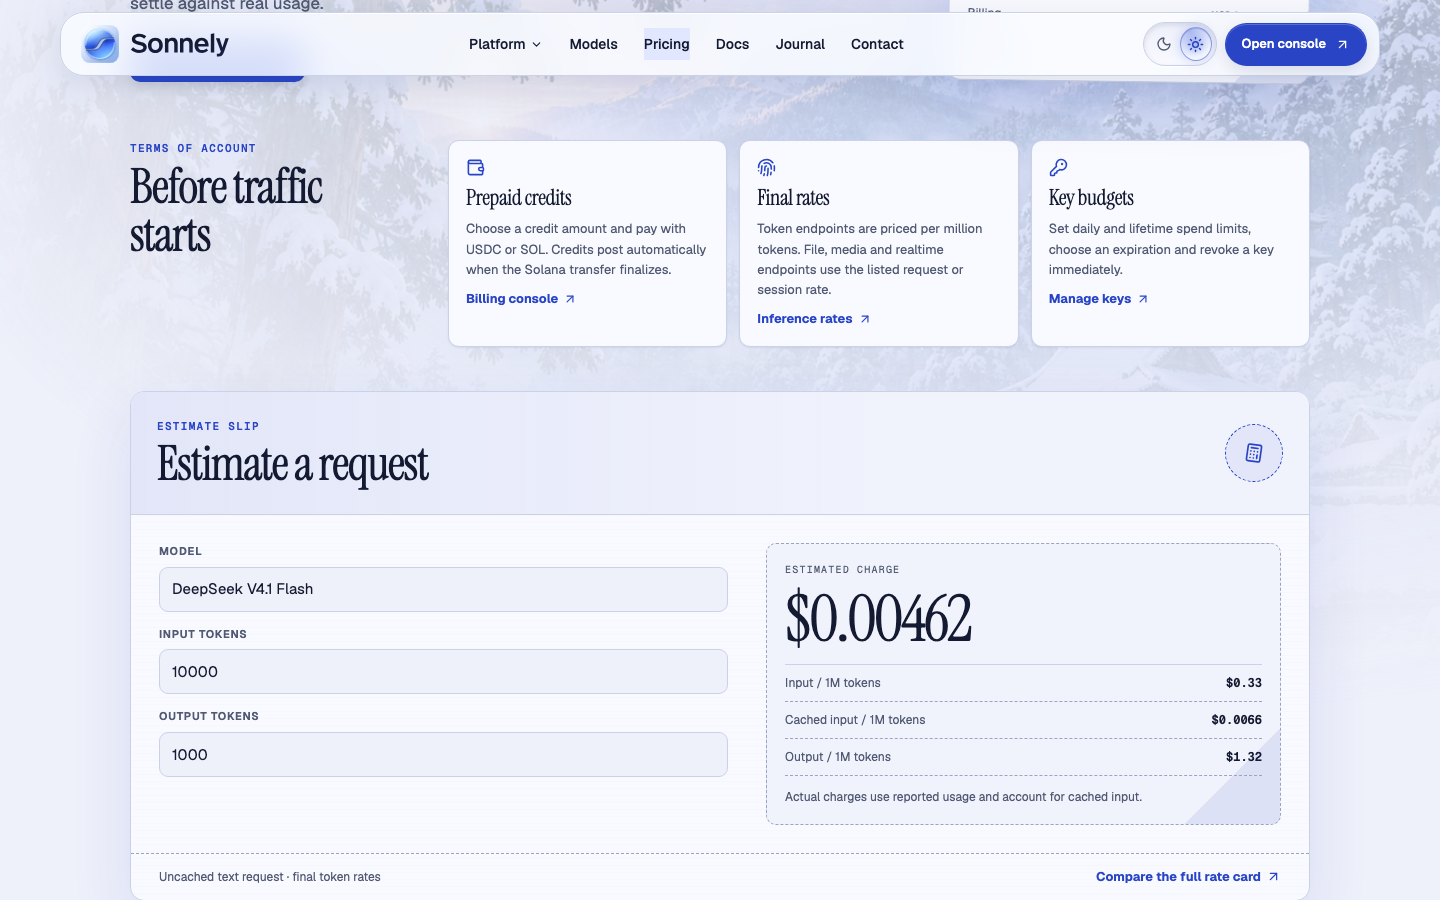 settle against real usage.
Billing
Sonnely
Platform
Models
Pricing
Docs
Journal
Contact
Open console
TERMS OF ACCOUNT
Before traffic
starts
Prepaid credits
Choose a credit amount and pay with
USDC or SOL. Credits post automatically
when the Solana transfer finalizes.
Billing console
Final rates
Token endpoints are priced per million
tokens. File, media and realtime
endpoints use the listed request or
session rate.
Inference rates
Key budgets
Set daily and lifetime spend limits,
choose an expiration and revoke a key
immediately.
Manage keys
ESTIMATE SLIP
Estimate a request
MODEL
DeepSeek V4.1 Flash
INPUT TOKENS
10000
OUTPUT TOKENS
1000
ESTIMATED CHARGE
$0.00462
Input / 1M tokens $0.33
Cached input / 1M tokens $0.0066
Output / 1M tokens $1.32
Actual charges use reported usage and account for cached input.
Uncached text request · final token rates
Compare the full rate card